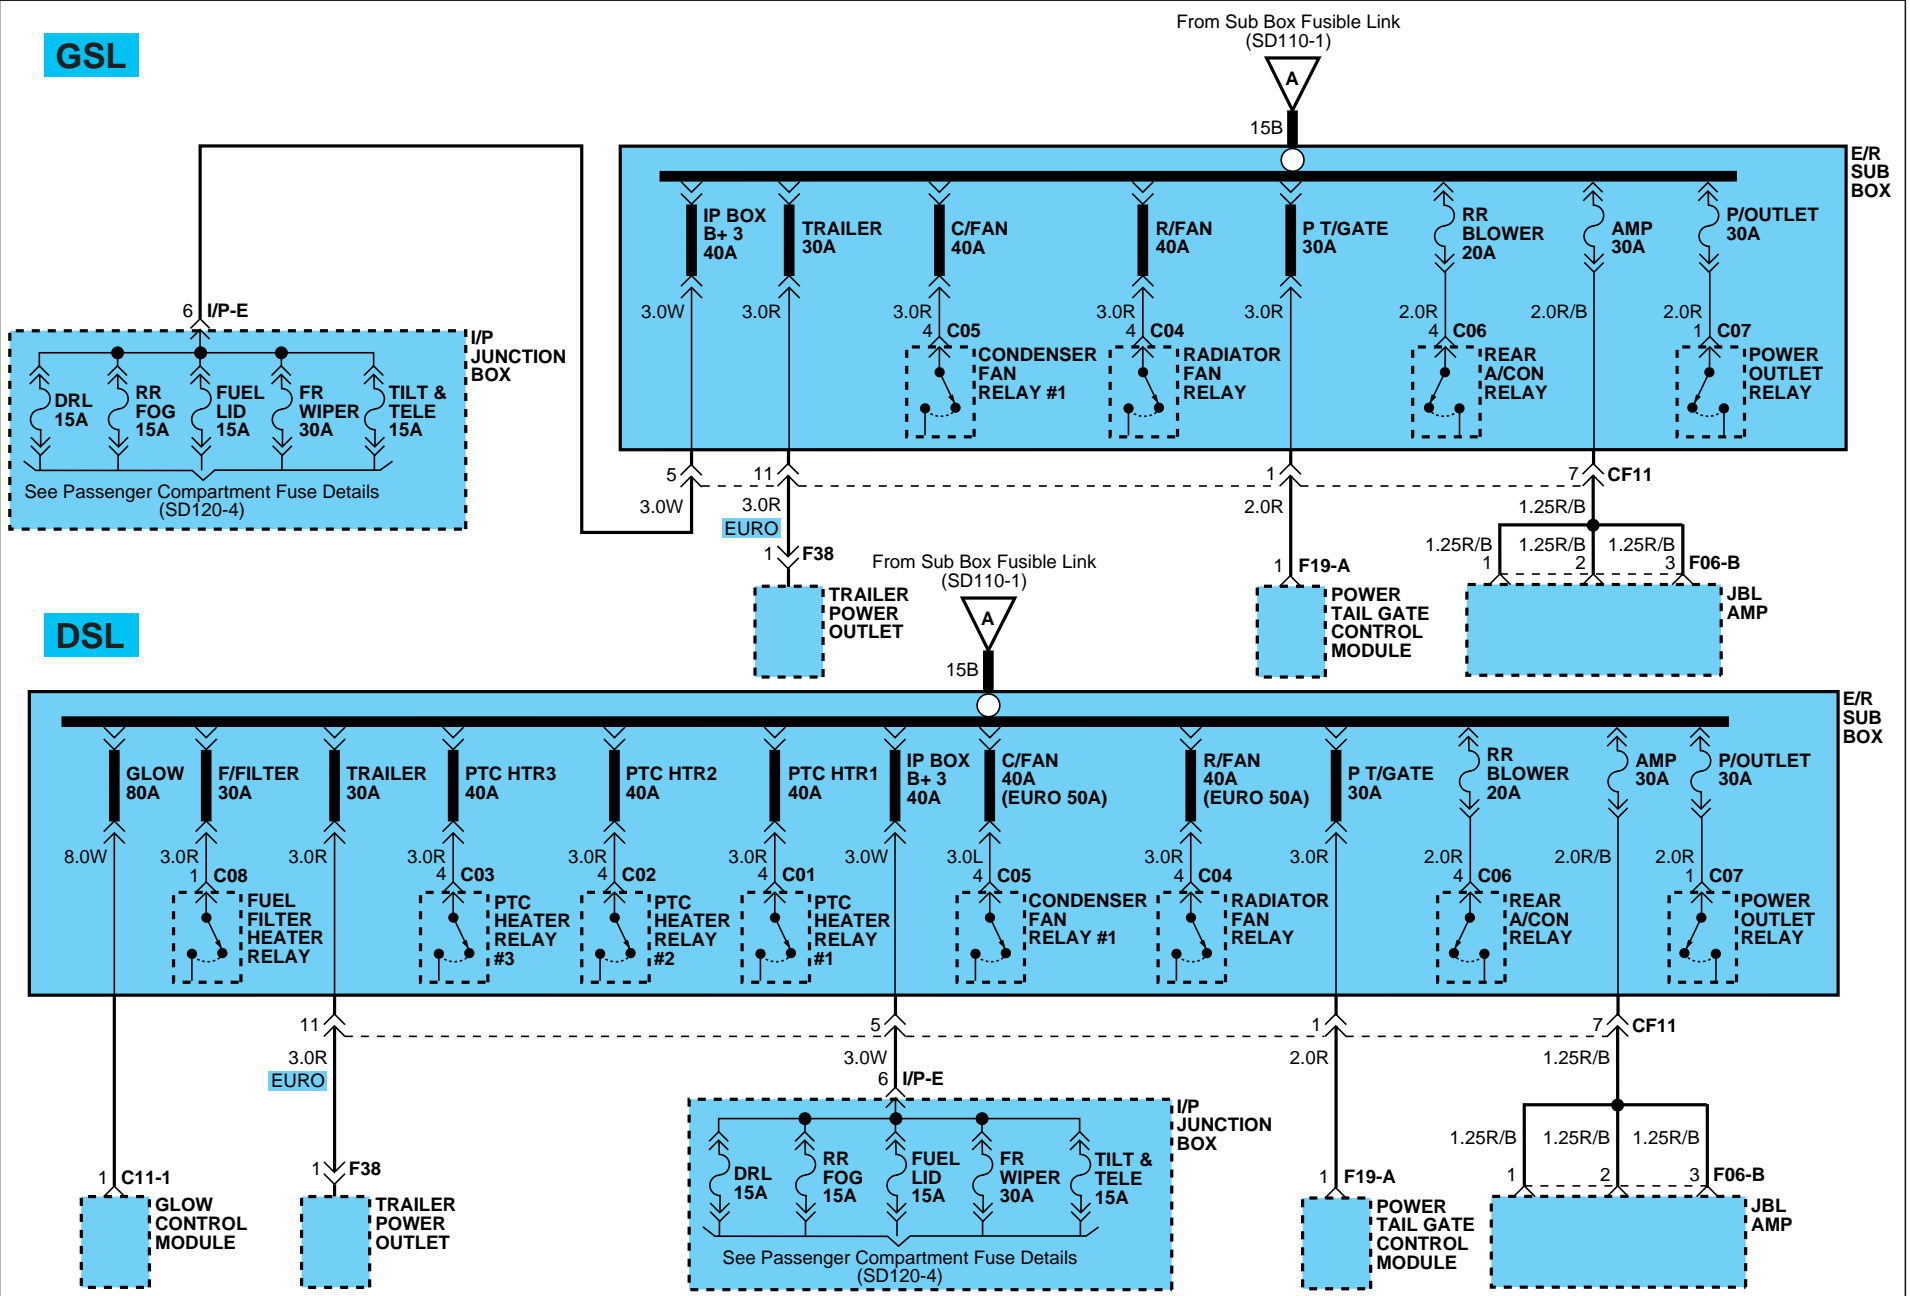 GSL
From Sub Box Fusible Link
(SD110-1)
A
15B
E/R
SUB
BOX
IP BOX
B+ 3
40A
TRAILER
30A
C/FAN
40A
R/FAN
40A
P T/GATE
30A
RR
BLOWER
20A
AMP
30A
P/OUTLET
30A
3.0W
3.0R
3.0R
3.0R
3.0R
2.0R
2.0R/B
2.0R
4 C05
4 C04
4 C06
1 C07
CONDENSER
FAN
RELAY #1
RADIATOR
FAN
RELAY
REAR
A/CON
RELAY
POWER
OUTLET
RELAY
6 I/P-E
I/P
JUNCTION
BOX
DRL
15A
RR
FOG
15A
FUEL
LID
15A
FR
WIPER
30A
TILT &
TELE
15A
See Passenger Compartment Fuse Details
(SD120-4)
5
11
1
7 CF11
3.0W
3.0R
EURO
2.0R
1.25R/B
1.25R/B
1.25R/B
1.25R/B
1 F38
1 F19-A
1
2
3 F06-B
TRAILER
POWER
OUTLET
POWER
TAIL GATE
CONTROL
MODULE
JBL
AMP
DSL
From Sub Box Fusible Link
(SD110-1)
A
15B
E/R
SUB
BOX
GLOW
80A
F/FILTER
30A
TRAILER
30A
PTC HTR3
40A
PTC HTR2
40A
PTC HTR1
40A
IP BOX
B+ 3
40A
C/FAN
40A
(EURO 50A)
R/FAN
40A
(EURO 50A)
P T/GATE
30A
RR
BLOWER
20A
AMP
30A
P/OUTLET
30A
8.0W
3.0R
3.0R
3.0R
3.0R
3.0R
3.0W
3.0L
3.0R
3.0R
2.0R
2.0R/B
2.0R
1 C08
4 C03
4 C02
4 C01
4 C05
4 C04
4 C06
1 C07
FUEL
FILTER
HEATER
RELAY
PTC
HEATER
RELAY
#3
PTC
HEATER
RELAY
#2
PTC
HEATER
RELAY
#1
CONDENSER
FAN
RELAY #1
RADIATOR
FAN
RELAY
REAR
A/CON
RELAY
POWER
OUTLET
RELAY
11
5
1
7 CF11
3.0R
EURO
3.0W
2.0R
1.25R/B
6 I/P-E
I/P
JUNCTION
BOX
DRL
15A
RR
FOG
15A
FUEL
LID
15A
FR
WIPER
30A
TILT &
TELE
15A
See Passenger Compartment Fuse Details
(SD120-4)
1.25R/B
1.25R/B
1.25R/B
1 C11-1
1 F38
1 F19-A
1
2
3 F06-B
GLOW
CONTROL
MODULE
TRAILER
POWER
OUTLET
POWER
TAIL GATE
CONTROL
MODULE
JBL
AMP